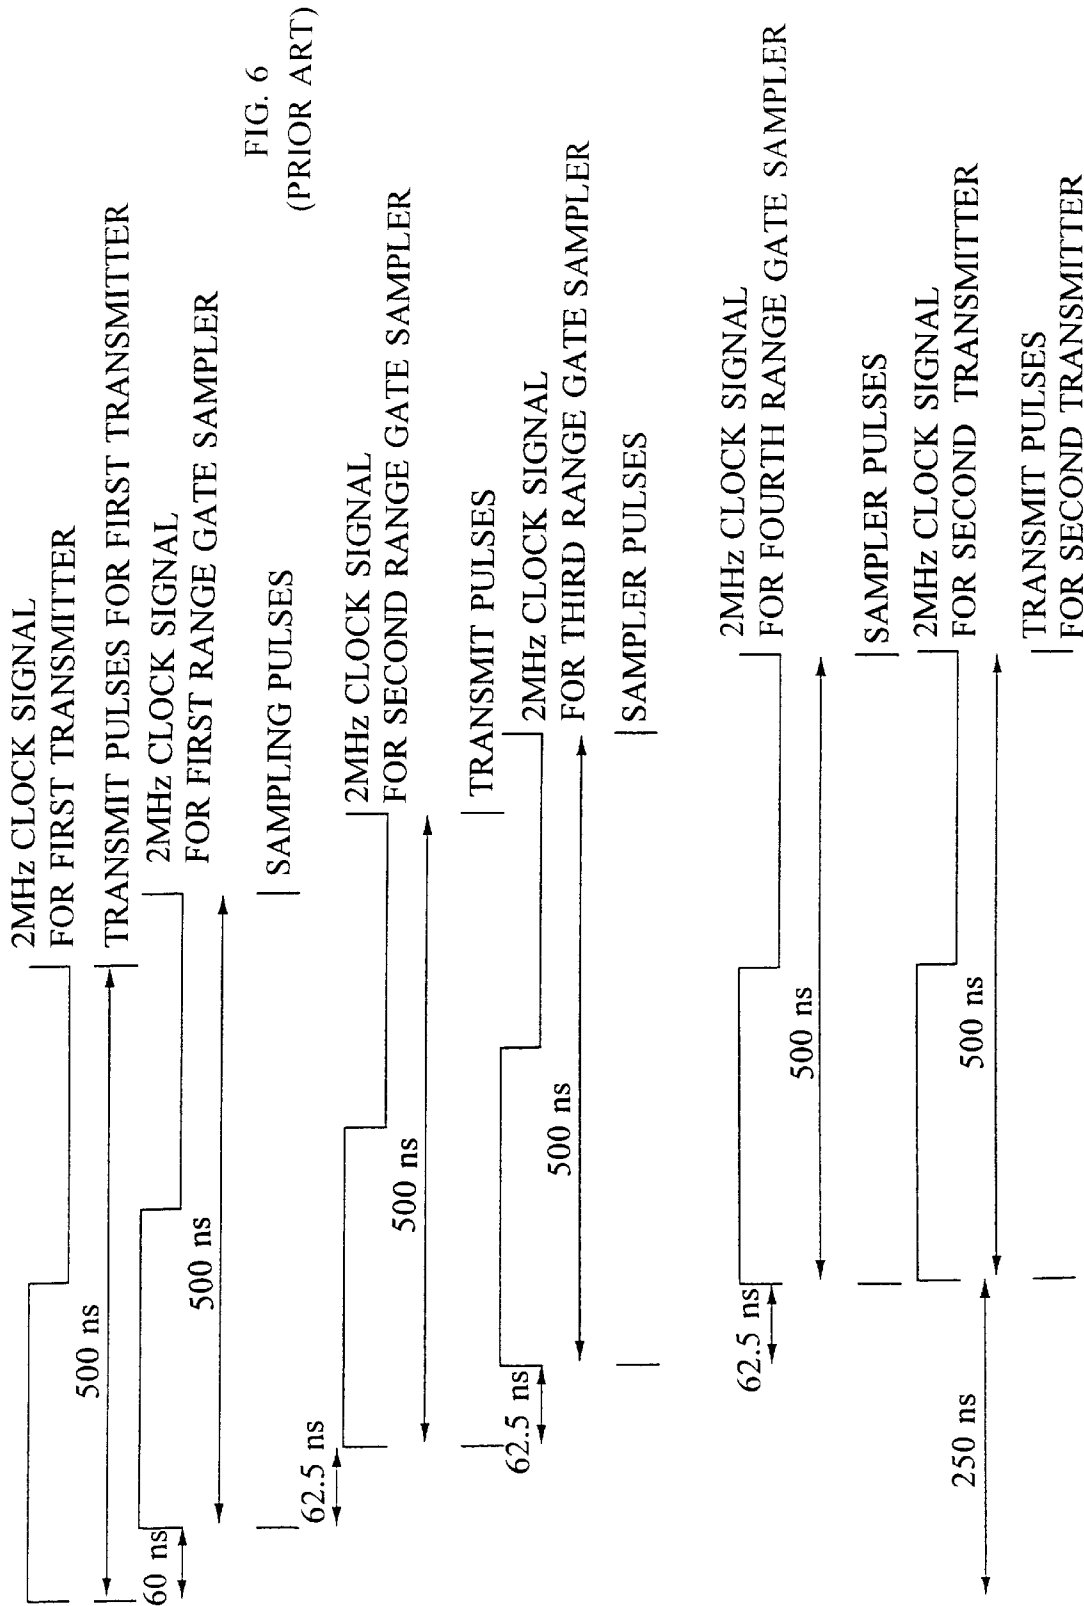 2MHz CLOCK SIGNAL
FOR FIRST TRANSMITTER
500 ns
TRANSMIT PULSES FOR FIRST TRANSMITTER
60 ns
2MHz CLOCK SIGNAL
FOR FIRST RANGE GATE SAMPLER
500 ns
SAMPLING PULSES
FIG. 6
(PRIOR ART)
62.5 ns
2MHz CLOCK SIGNAL
FOR SECOND RANGE GATE SAMPLER
500 ns
TRANSMIT PULSES
62.5 ns
2MHz CLOCK SIGNAL
FOR THIRD RANGE GATE SAMPLER
500 ns
SAMPLER PULSES
2MHz CLOCK SIGNAL
FOR FOURTH RANGE GATE SAMPLER
62.5 ns
500 ns
SAMPLER PULSES
2MHz CLOCK SIGNAL
FOR SECOND TRANSMITTER
250 ns
500 ns
TRANSMIT PULSES
FOR SECOND TRANSMITTER